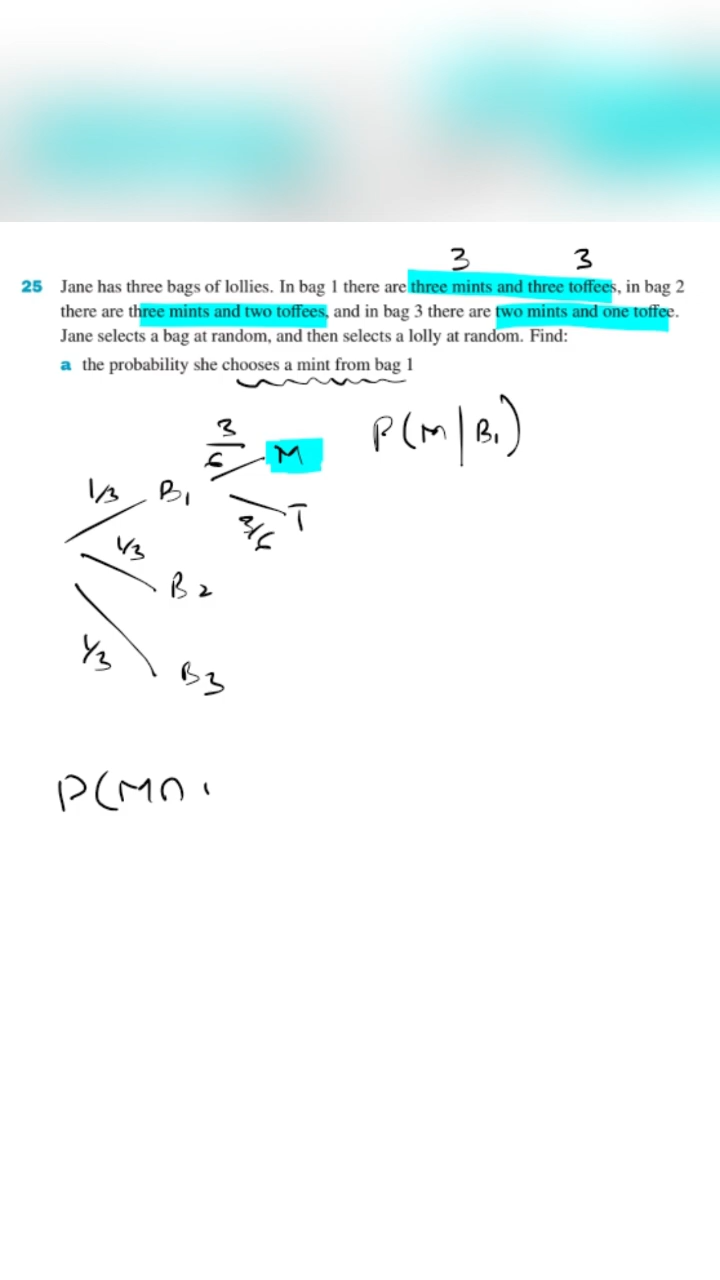 3 3
25 Jane has three bags of lollies. In bag 1 there are three mints and three toffees, in bag 2
there are three mints and two toffees, and in bag 3 there are two mints and one toffee.
Jane selects a bag at random, and then selects a lolly at random. Find:
a the probability she chooses a mint from bag 1
3/6 M P(M|B1)
1/3 B1
3/6 T
1/3
B2
1/3
B3
P(M∩